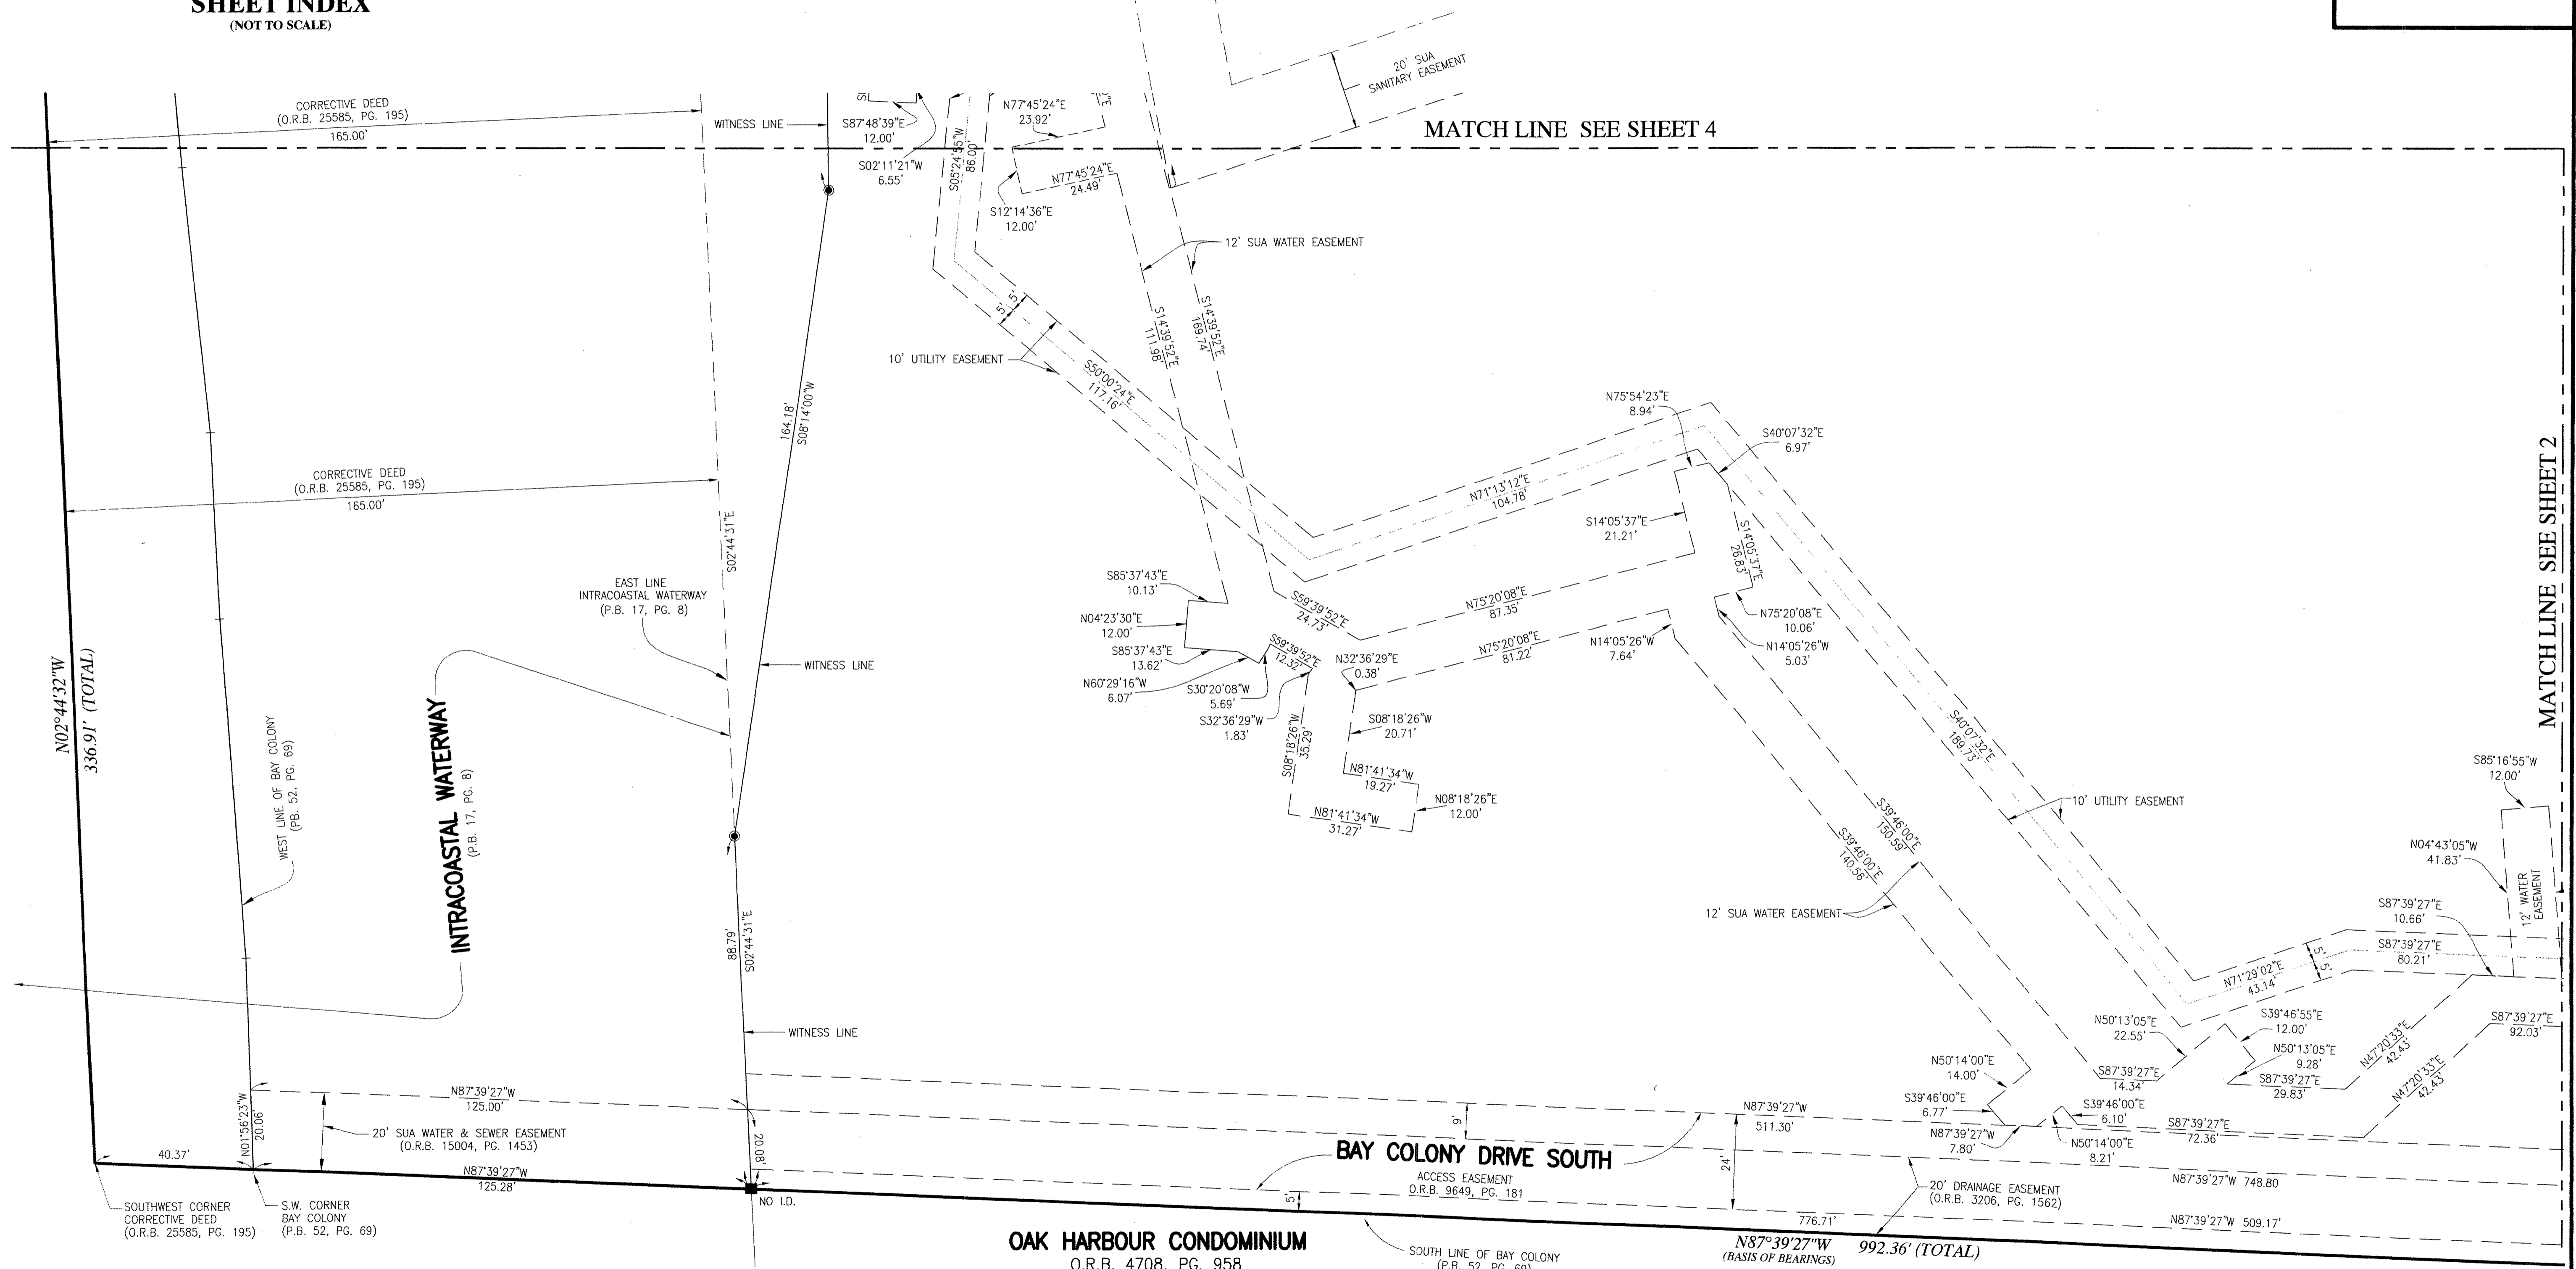 SHEET INDEX
(NOT TO SCALE)
20' SUA
SANITARY EASEMENT
MATCH LINE SEE SHEET 4
CORRECTIVE DEED
(O.R.B. 25585, PG. 195)
165.00'
WITNESS LINE
S87°48'39"E
12.00'
S02°11'21"W
6.55'
S05°24'55"W
86.00'
N77°45'24"E
23.92'
N77°45'24"E
24.49'
S12°14'36"E
12.00'
12' SUA WATER EASEMENT
S14°39'52"E
111.98'
S14°39'52"E
169.74'
5'
5'
10' UTILITY EASEMENT
S50°00'24"E
117.16'
164.18'
S08°14'00"W
CORRECTIVE DEED
(O.R.B. 25585, PG. 195)
165.00'
S02°44'31"E
EAST LINE
INTRACOASTAL WATERWAY
(P.B. 17, PG. 8)
WITNESS LINE
N75°54'23"E
8.94'
S40°07'32"E
6.97'
N71°13'12"E
104.78'
S14°05'37"E
21.21'
S14°05'37"E
26.83'
S85°37'43"E
10.13'
N04°23'30"E
12.00'
S85°37'43"E
13.62'
N60°29'16"W
6.07'
S30°20'08"W
5.69'
S32°36'29"W
1.83'
S59°39'52"E
24.73'
S59°39'52"E
12.32'
N32°36'29"E
0.38'
N75°20'08"E
87.35'
N75°20'08"E
81.22'
N14°05'26"W
7.64'
N75°20'08"E
10.06'
N14°05'26"W
5.03'
S08°18'26"W
35.29'
S08°18'26"W
20.71'
N81°41'34"W
19.27'
N81°41'34"W
31.27'
N08°18'26"E
12.00'
S40°07'32"E
189.73'
S39°46'00"E
150.59'
S39°46'00"E
140.56'
10' UTILITY EASEMENT
12' SUA WATER EASEMENT
MATCH LINE SEE SHEET 2
S85°16'55"W
12.00'
N04°43'05"W
41.83'
12' WATER
EASEMENT
S87°39'27"E
10.66'
S87°39'27"E
80.21'
5'
5'
N71°29'02"E
43.14'
S39°46'55"E
12.00'
N50°13'05"E
22.55'
N50°13'05"E
9.28'
S87°39'27"E
14.34'
S87°39'27"E
29.83'
N47°20'33"E
42.43'
N47°20'33"E
42.43'
S87°39'27"E
92.03'
N50°14'00"E
14.00'
S39°46'00"E
6.77'
N87°39'27"W
7.80'
S39°46'00"E
6.10'
N50°14'00"E
8.21'
S87°39'27"E
72.36'
N02°44'32"W
336.91' (TOTAL)
WEST LINE OF BAY COLONY
(PB. 52, PG. 69)
INTRACOASTAL WATERWAY
(P.B. 17, PG. 8)
88.79'
S02°44'31"E
WITNESS LINE
N87°39'27"W
125.00'
N01°56'23"W
20.06'
20' SUA WATER & SEWER EASEMENT
(O.R.B. 15004, PG. 1453)
20.08'
40.37'
N87°39'27"W
125.28'
NO I.D.
SOUTHWEST CORNER
CORRECTIVE DEED
(O.R.B. 25585, PG. 195)
S.W. CORNER
BAY COLONY
(P.B. 52, PG. 69)
9'
N87°39'27"W
511.30'
BAY COLONY DRIVE SOUTH
ACCESS EASEMENT
O.R.B. 9649, PG. 181
24'
5'
20' DRAINAGE EASEMENT
(O.R.B. 3206, PG. 1562)
N87°39'27"W 748.80
N87°39'27"W 509.17'
776.71'
OAK HARBOUR CONDOMINIUM
O.R.B. 4708, PG. 958
SOUTH LINE OF BAY COLONY
(P.B. 52, PG. 69)
N87°39'27"W 992.36' (TOTAL)
(BASIS OF BEARINGS)